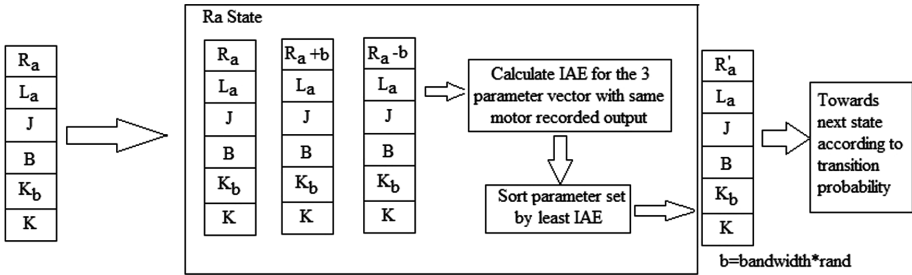 Ra State
Ra
La
J
B
Kb
K
Ra
La
J
B
Kb
K
Ra +b
La
J
B
Kb
K
Ra -b
La
J
B
Kb
K
Calculate IAE for the 3
parameter vector with same
motor recorded output
Sort parameter set
by least IAE
R'a
La
J
B
Kb
K
Towards
next state
according to
transition
probability
b=bandwidth*rand